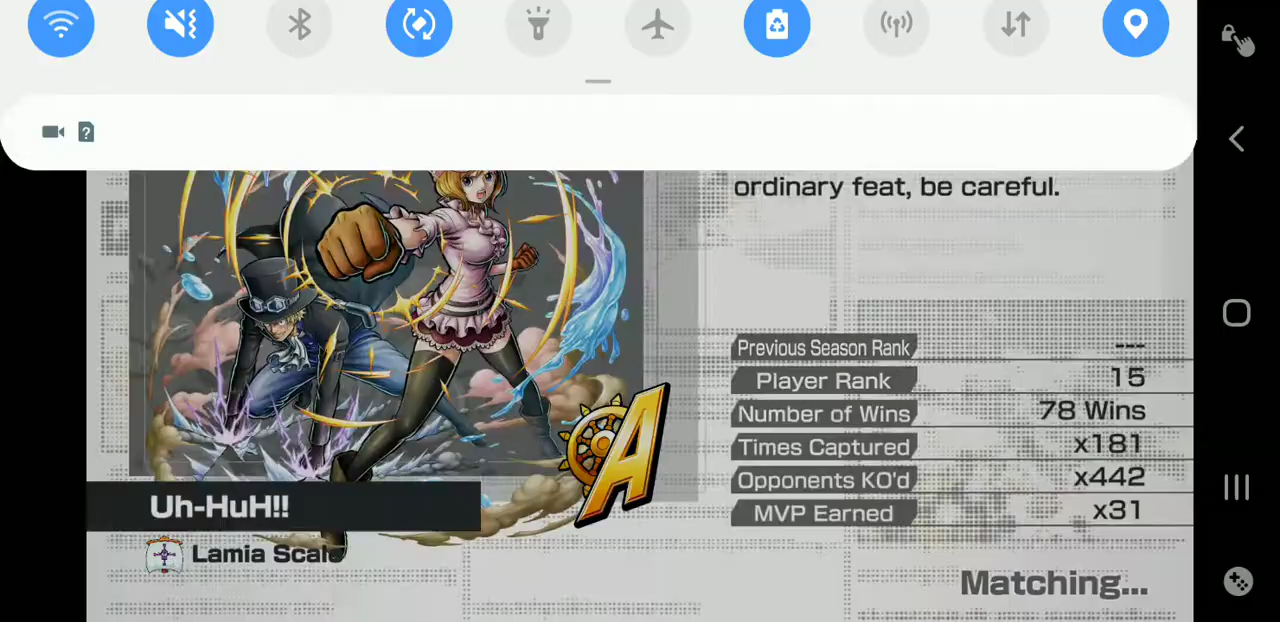 ordinary feat, be careful.
Previous Season Rank ---
Player Rank 15
Number of Wins 78 Wins
Times Captured x181
Opponents KO'd x442
MVP Earned x31
A
Uh-HuH!!
Lamia Scale
Matching...